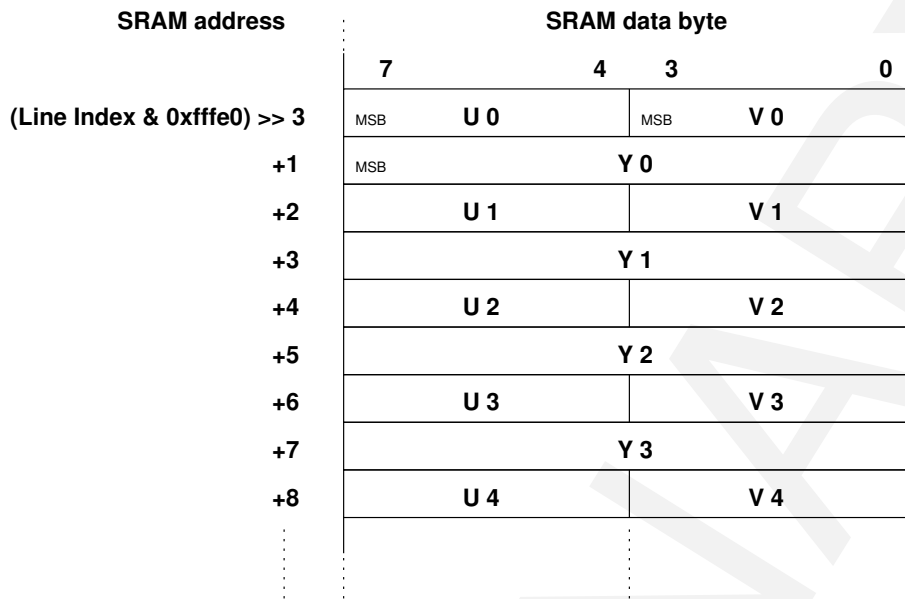 SRAM address SRAM data byte
7 4 3 0
(Line Index & 0xfffe0) >> 3 MSB U 0 MSB V 0
+1 MSB Y 0
+2 U 1 V 1
+3 Y 1
+4 U 2 V 2
+5 Y 2
+6 U 3 V 3
+7 Y 3
+8 U 4 V 4